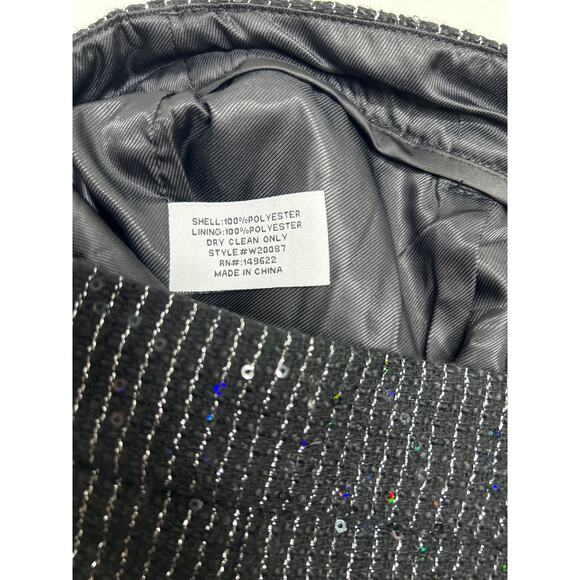 SHELL:100%POLYESTER
LINING:100%POLYESTER
DRY CLEAN ONLY
STYLE#W20087
RN#:149622
MADE IN CHINA